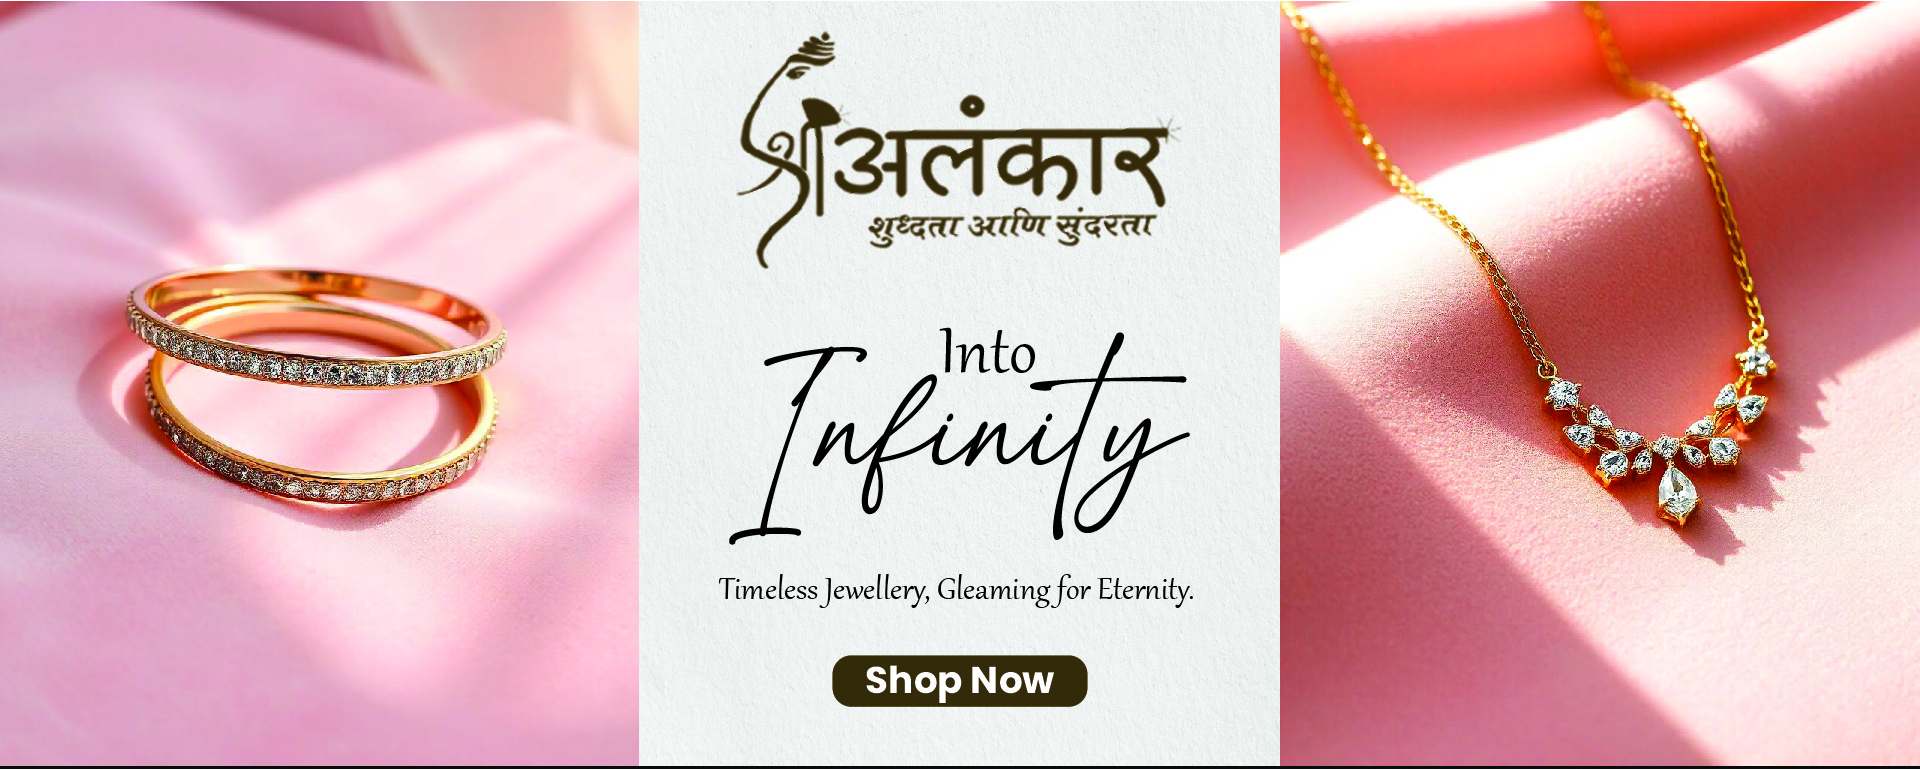 श्री अलंकार
शुध्दता आणि सुंदरता
Into
Infinity
Timeless Jewellery, Gleaming for Eternity.
Shop Now